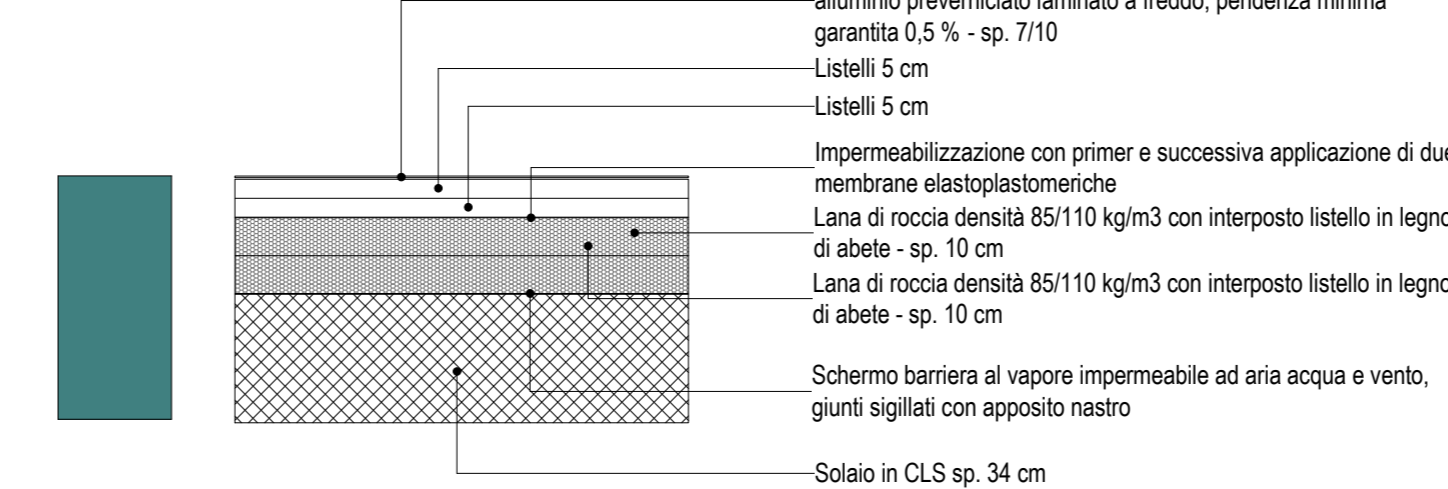 alluminio preverniciato laminato a freddo, pendenza minima
garantita 0,5 % - sp. 7/10
Listelli 5 cm
Listelli 5 cm
Impermeabilizzazione con primer e successiva applicazione di due
membrane elastoplastomeriche
Lana di roccia densità 85/110 kg/m3 con interposto listello in legno
di abete - sp. 10 cm
Lana di roccia densità 85/110 kg/m3 con interposto listello in legno
di abete - sp. 10 cm
Schermo barriera al vapore impermeabile ad aria acqua e vento,
giunti sigillati con apposito nastro
Solaio in CLS sp. 34 cm